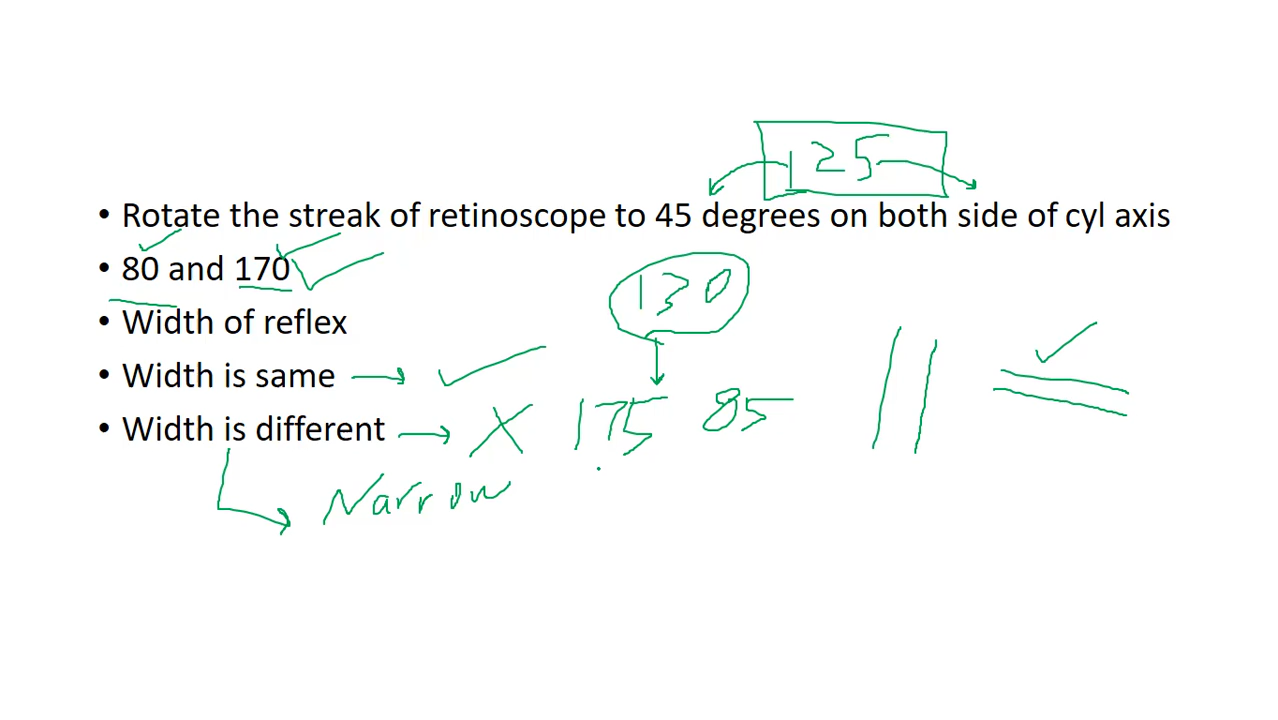 125
• Rotate the streak of retinoscope to 45 degrees on both side of cyl axis
• 80 and 170
130
• Width of reflex
• Width is same
• Width is different
175 85
Narrow